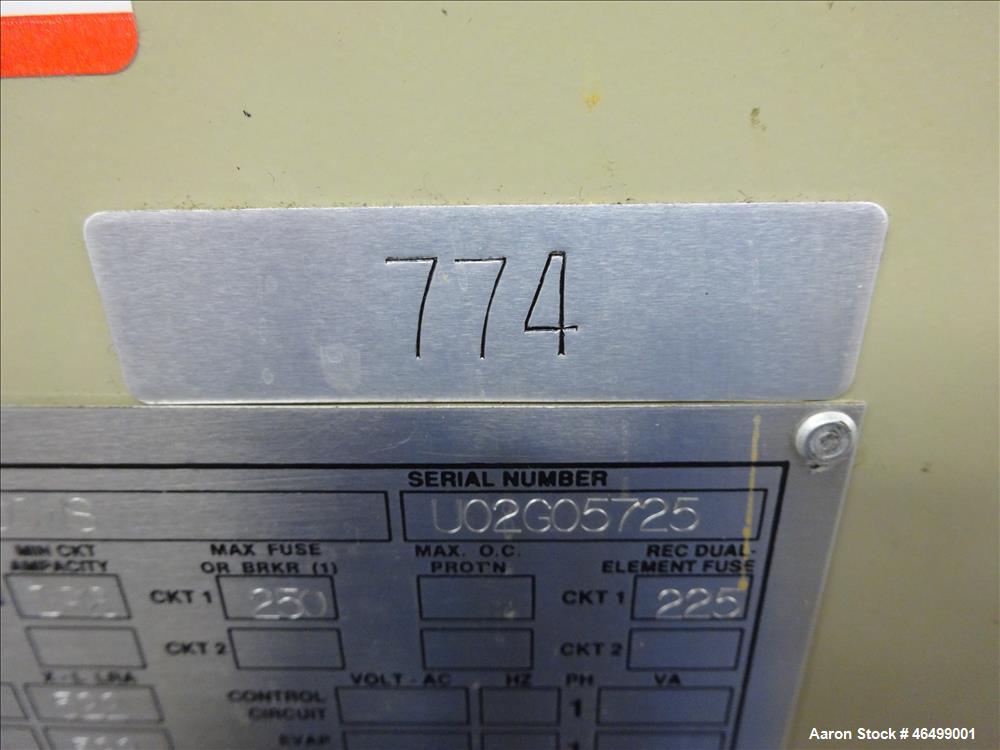 774
SERIAL NUMBER
U02G05725
MIN CKT MAX FUSE MAX. O.C. REC DUAL-
AMPACITY OR BRKR (1) PROT'N ELEMENT FUSE
CKT 1 250 CKT 1 225
CKT 2 CKT 2
X-L LRA VOLT - AC HZ PH VA
322 CONTROL 1
CIRCUIT
EVAP 1
Aaron Stock # 46499001